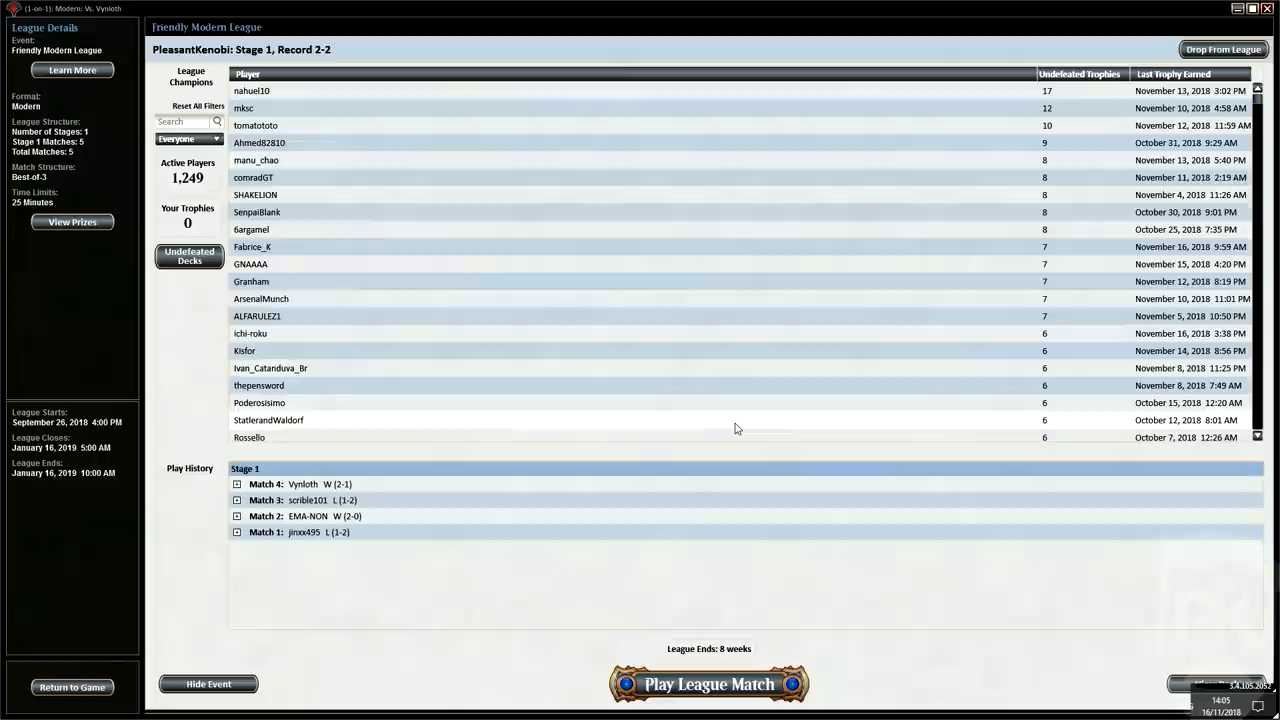 (1-on-1): Modern: Vs. Vynloth
League Details
Event:
Friendly Modern League
Learn More
Format:
Modern
League Structure:
Number of Stages: 1
Stage 1 Matches: 5
Total Matches: 5
Match Structure:
Best-of-3
Time Limits:
25 Minutes
View Prizes
League Starts:
September 26, 2018 4:00 PM
League Closes:
January 16, 2019 5:00 AM
League Ends:
January 16, 2019 10:00 AM
Return to Game
Friendly Modern League
PleasantKenobi: Stage 1, Record 2-2
Drop From League
League Champions
Reset All Filters
Search
Everyone
Active Players
1,249
Your Trophies
0
Undefeated Decks
Player Undefeated Trophies Last Trophy Earned
nahuel10 17 November 13, 2018 3:02 PM
mksc 12 November 10, 2018 4:58 AM
tomatototo 10 November 12, 2018 11:59 AM
Ahmed82810 9 October 31, 2018 9:29 AM
manu_chao 8 November 13, 2018 5:40 PM
comradGT 8 November 11, 2018 2:19 AM
SHAKELION 8 November 4, 2018 11:26 AM
SenpaiBlank 8 October 30, 2018 9:01 PM
6argamel 8 October 25, 2018 7:35 PM
Fabrice_K 7 November 16, 2018 9:59 AM
GNAAAA 7 November 15, 2018 4:20 PM
Granham 7 November 12, 2018 8:19 PM
ArsenalMunch 7 November 10, 2018 11:01 PM
ALFARULEZ1 7 November 5, 2018 10:50 PM
ichi-roku 6 November 16, 2018 3:38 PM
Kisfor 6 November 14, 2018 8:56 PM
Ivan_Catanduva_Br 6 November 8, 2018 11:25 PM
thepensword 6 November 8, 2018 7:49 AM
Poderosisimo 6 October 15, 2018 12:20 AM
StatlerandWaldorf 6 October 12, 2018 8:01 AM
Rossello 6 October 7, 2018 12:26 AM
Play History
Stage 1
Match 4: Vynloth W (2-1)
Match 3: scrible101 L (1-2)
Match 2: EMA-NON W (2-0)
Match 1: jinxx495 L (1-2)
League Ends: 8 weeks
Hide Event
Play League Match
3.4.105.2052
14:05
16/11/2018